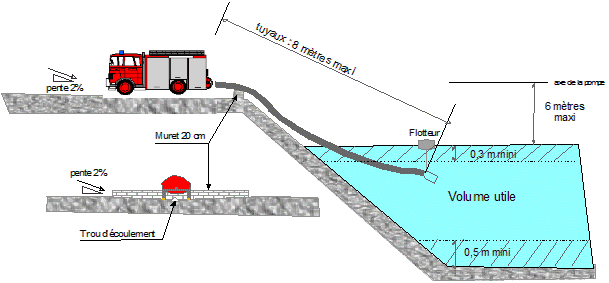 tuyaux : 8 mètres maxi
pente 2%
axe de la pompe
6 mètres
maxi
Muret 20 cm
Flotteur
0,3 m mini
pente 2%
Volume utile
Trou découlement
0,5 m mini